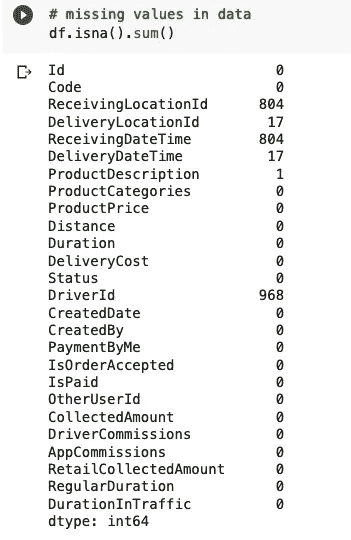 # missing values in data
df.isna().sum()
Id 0
Code 0
ReceivingLocationId 804
DeliveryLocationId 17
ReceivingDateTime 804
DeliveryDateTime 17
ProductDescription 1
ProductCategories 0
ProductPrice 0
Distance 0
Duration 0
DeliveryCost 0
Status 0
DriverId 968
CreatedDate 0
CreatedBy 0
PaymentByMe 0
IsOrderAccepted 0
IsPaid 0
OtherUserId 0
CollectedAmount 0
DriverCommissions 0
AppCommissions 0
RetailCollectedAmount 0
RegularDuration 0
DurationInTraffic 0
dtype: int64